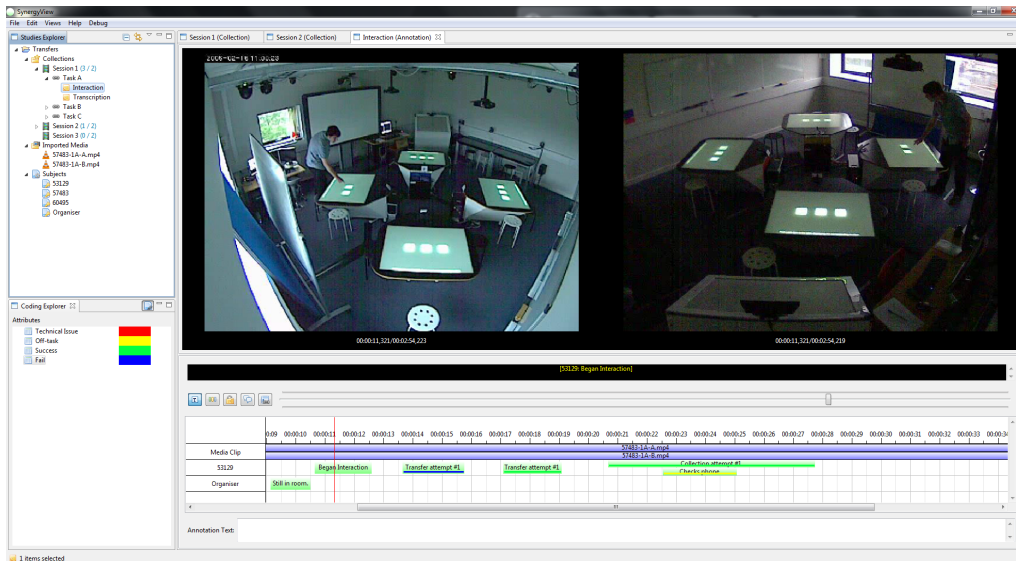 SynergyView
File Edit Views Help Debug
Studies Explorer
Transfers
Collections
Session 1 (3 / 2)
Task A
Interaction
Transcription
Task B
Task C
Session 2 (1 / 2)
Session 3 (0 / 2)
Imported Media
57483-1A-A.mp4
57483-1A-B.mp4
Subjects
53129
57483
60495
Organiser
Coding Explorer
Attributes
Technical Issue
Off-task
Success
Fail
Session 1 (Collection) Session 2 (Collection) Interaction (Annotation)
00:00:11,321/00:02:54,223 00:00:11,321/00:02:54,219
[53129: Began Interaction]
0:09 00:00:10 00:00:11 00:00:12 00:00:13 00:00:14 00:00:15 00:00:16 00:00:17 00:00:18 00:00:19 00:00:20 00:00:21 00:00:22 00:00:23 00:00:24 00:00:25 00:00:26 00:00:27 00:00:28 00:00:29 00:00:30 00:00:31 00:00:32 00:00:33 00:00:34
Media Clip 57483-1A-A.mp4
57483-1A-B.mp4
53129 Began Interaction Transfer attempt #1 Transfer attempt #1 Collection attempt #1
Checks phone
Organiser Still in room.
Annotation Text:
1 items selected